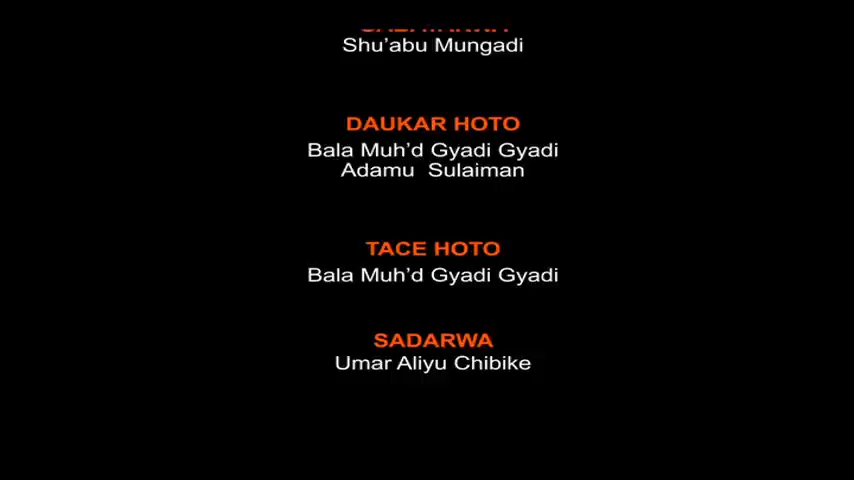 Shu’abu Mungadi
DAUKAR HOTO
Bala Muh’d Gyadi Gyadi
Adamu Sulaiman
TACE HOTO
Bala Muh’d Gyadi Gyadi
SADARWA
Umar Aliyu Chibike